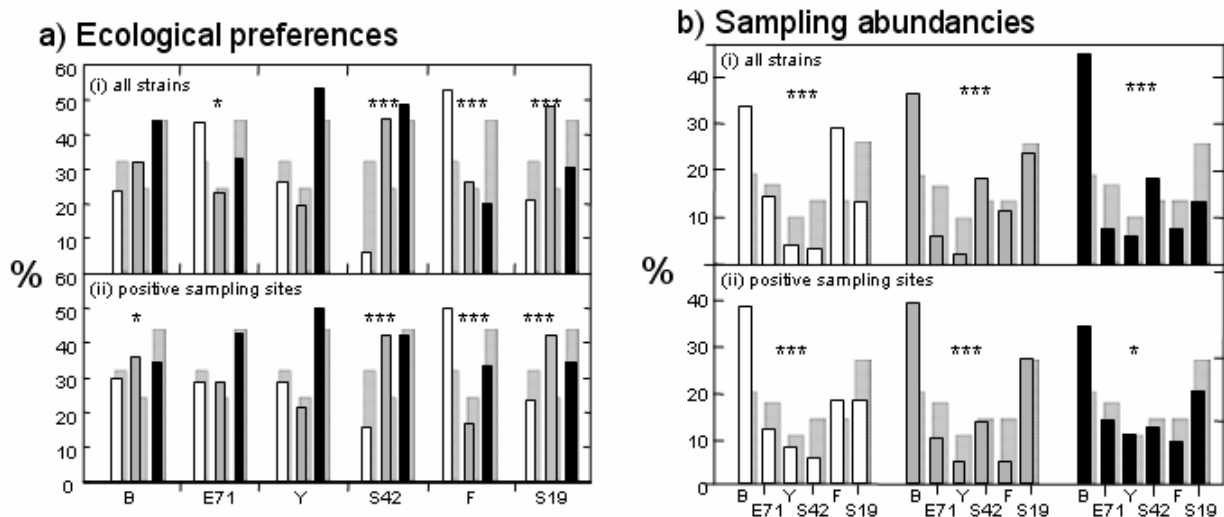 a) Ecological preferences
60
(i) all strains
50
* *** *** ***
40
30
20
10
%
60
(ii) positive sampling sites
50
* *** *** ***
40
30
20
10
0
B E71 Y S42 F S19
b) Sampling abundancies
(i) all strains
40
*** *** ***
30
20
10
%
(ii) positive sampling sites
40
*** *** *
30
20
10
0
B Y F B Y F B Y F
E71 S42 S19 E71 S42 S19 E71 S42 S19